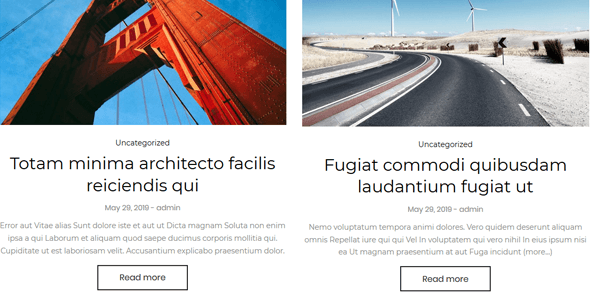 Uncategorized
Totam minima architecto facilis
reiciendis qui
May 29, 2019 - admin
Error aut Vitae alias Sunt dolore iste et aut ut Dicta magnam Soluta non enim
ipsa a qui Laborum et aliquam quod saepe ducimus corporis mollitia qui.
Cupiditate ut est laboriosam velit. Accusantium explicabo praesentium dolor.
Read more
Uncategorized
Fugiat commodi quibusdam
laudantium fugiat ut
May 29, 2019 - admin
Nemo voluptatum tempora animi dolores. Vero quidem deserunt aliquam
omnis Repellat iure qui qui Vel In voluptatem qui vero nihil In eius ipsum nisi
ea Ut magnam praesentium at aut Fuga incidunt (more…)
Read more